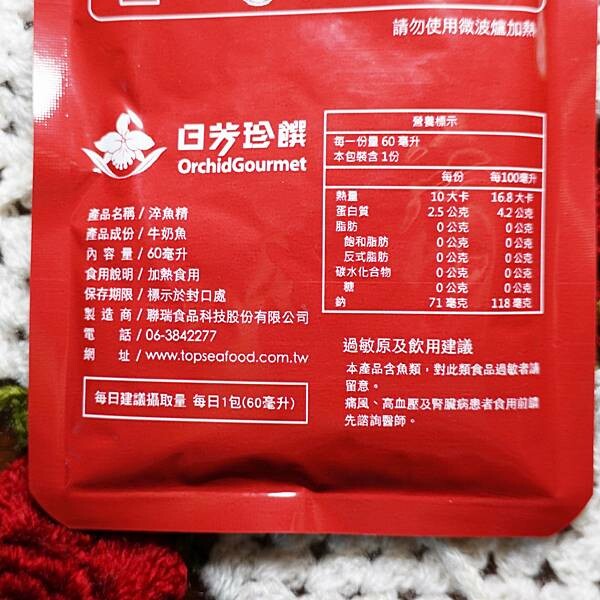 請勿使用微波爐加熱
日芳珍饌
OrchidGourmet
產品名稱 / 淬魚精
產品成份 / 牛奶魚
內 容 量 / 60毫升
食用說明 / 加熱食用
保存期限 / 標示於封口處
製 造 商 / 聯瑞食品科技股份有限公司
電 話 / 06-3842277
網 址 / www.topseafood.com.tw
每日建議攝取量 每日1包(60毫升)
營養標示
每一份量 60 毫升
本包裝含 1份
每份 每100毫升
熱量 10 大卡 16.8 大卡
蛋白質 2.5 公克 4.2 公克
脂肪 0 公克 0 公克
飽和脂肪 0 公克 0 公克
反式脂肪 0 公克 0 公克
碳水化合物 0 公克 0 公克
糖 0 公克 0 公克
鈉 71 毫克 118 毫克
過敏原及飲用建議
本產品含魚類，對此類食品過敏者請
留意。
痛風、高血壓及腎臟病患者食用前請
先諮詢醫師。